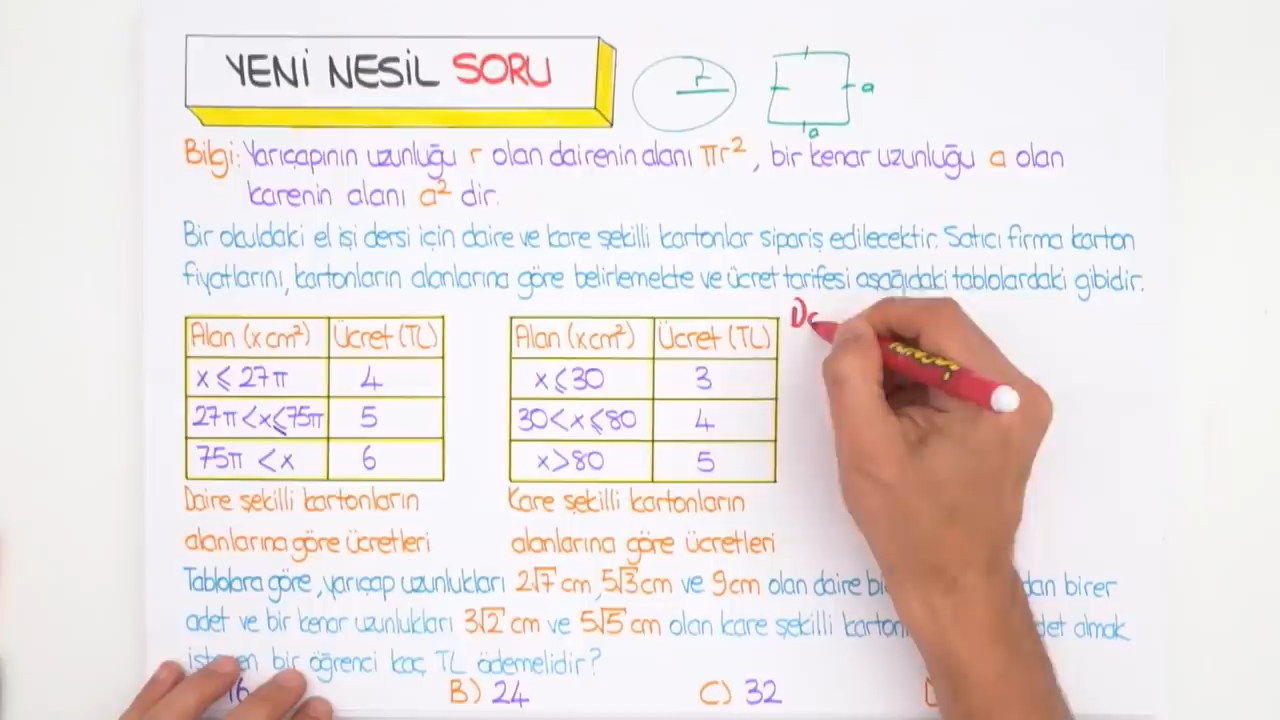 YENİ NESİL SORU
r
a
a
Bilgi: Yarıçapının uzunluğu r olan dairenin alanı πr², bir kenar uzunluğu a olan
karenin alanı a² dir.
Bir okuldaki el işi dersi için daire ve kare şekilli kartonlar sipariş edilecektir. Satıcı firma karton
fiyatlarını, kartonların alanlarına göre belirlemekte ve ücret tarifesi aşağıdaki tablolardaki gibidir.
Alan (x cm²) Ücret (TL)
x ⩽ 27π 4
27π < x ⩽ 75π 5
75π < x 6
Daire şekilli kartonların
alanlarına göre ücretleri
Alan (x cm²) Ücret (TL)
x ⩽ 30 3
30 < x ⩽ 80 4
x > 80 5
Kare şekilli kartonların
alanlarına göre ücretleri
Da
Tablolara göre, yarıçap uzunlukları 2√7 cm, 5√3 cm ve 9 cm olan daire birer
adet ve bir kenar uzunlukları 3√2 cm ve 5√5 cm olan kare şekilli almak
bir öğrenci kaç TL ödemelidir?
16 B) 24 C) 32